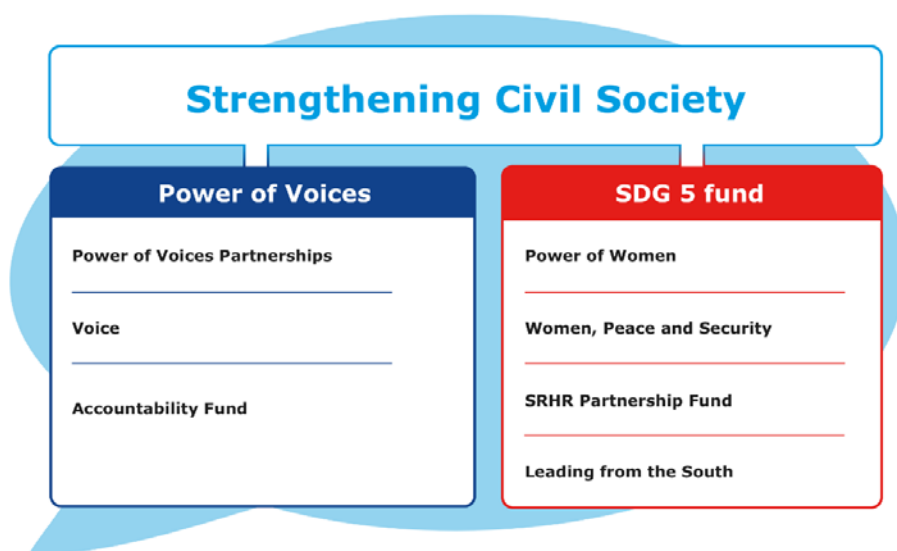 Strengthening Civil Society
Power of Voices
Power of Voices Partnerships
Voice
Accountability Fund
SDG 5 fund
Power of Women
Women, Peace and Security
SRHR Partnership Fund
Leading from the South